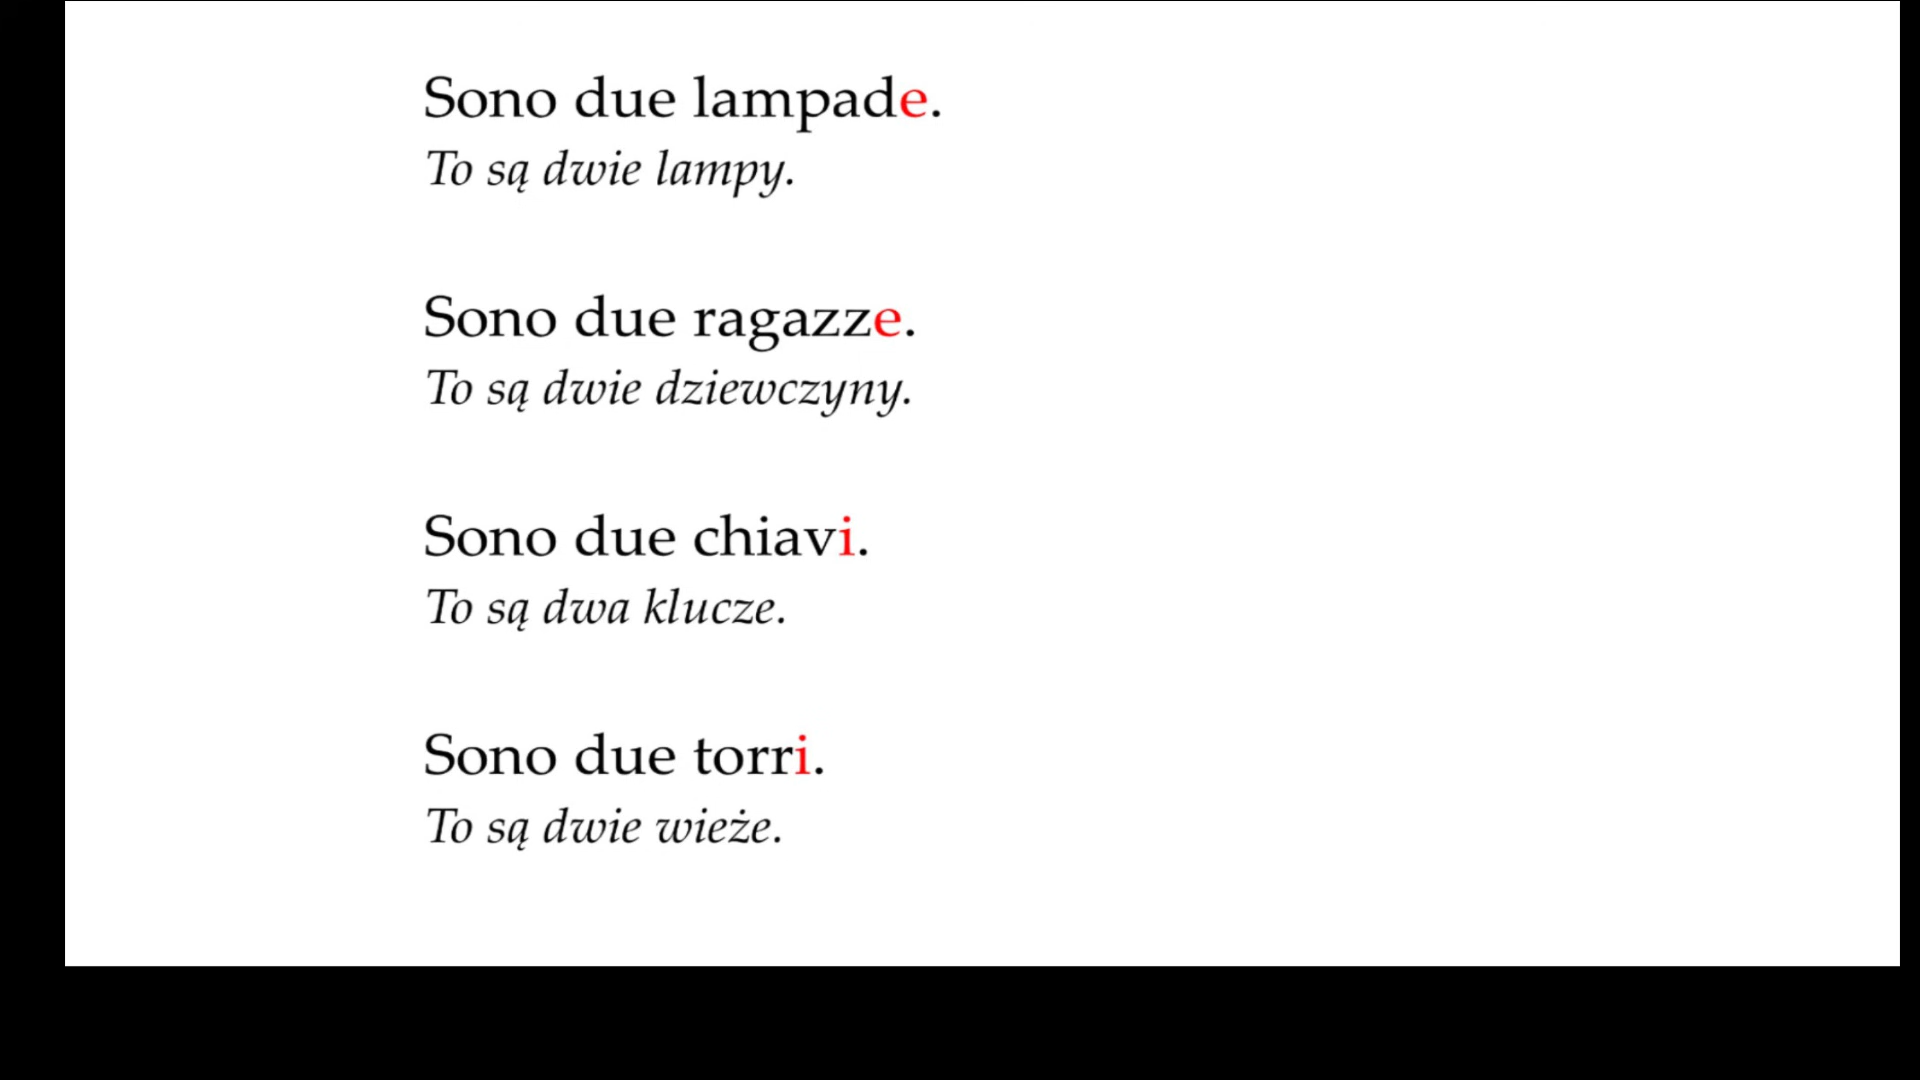 Sono due lampade.
To są dwie lampy.
Sono due ragazze.
To są dwie dziewczyny.
Sono due chiavi.
To są dwa klucze.
Sono due torri.
To są dwie wieże.